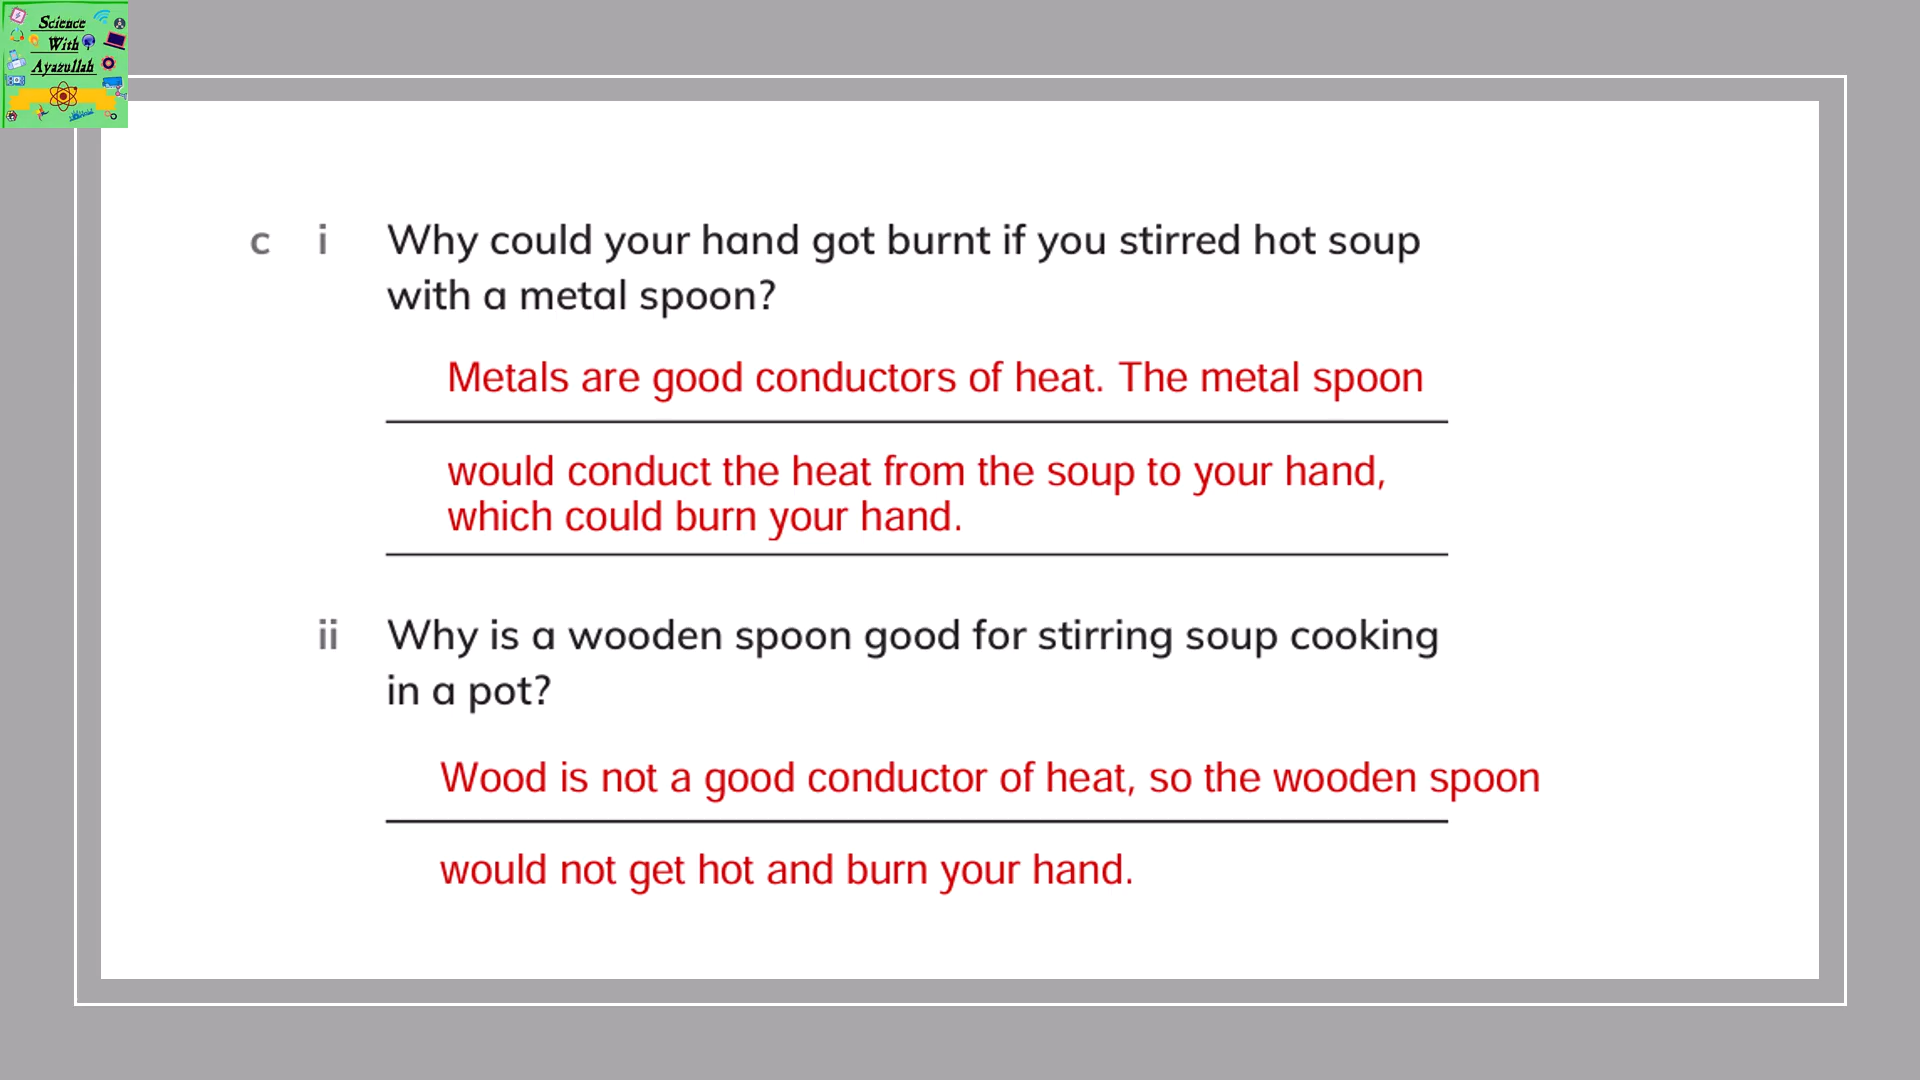 Science
With
Ayazullah
c i Why could your hand got burnt if you stirred hot soup
with a metal spoon?
Metals are good conductors of heat. The metal spoon
would conduct the heat from the soup to your hand,
which could burn your hand.
ii Why is a wooden spoon good for stirring soup cooking
in a pot?
Wood is not a good conductor of heat, so the wooden spoon
would not get hot and burn your hand.